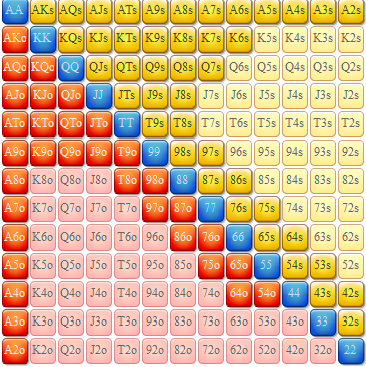 AA AKs AQs AJs ATs A9s A8s A7s A6s A5s A4s A3s A2s
AKo KK KQs KJs KTs K9s K8s K7s K6s K5s K4s K3s K2s
AQo KQo QQ QJs QTs Q9s Q8s Q7s Q6s Q5s Q4s Q3s Q2s
AJo KJo QJo JJ JTs J9s J8s J7s J6s J5s J4s J3s J2s
ATo KTo QTo JTo TT T9s T8s T7s T6s T5s T4s T3s T2s
A9o K9o Q9o J9o T9o 99 98s 97s 96s 95s 94s 93s 92s
A8o K8o Q8o J8o T8o 98o 88 87s 86s 85s 84s 83s 82s
A7o K7o Q7o J7o T7o 97o 87o 77 76s 75s 74s 73s 72s
A6o K6o Q6o J6o T6o 96o 86o 76o 66 65s 64s 63s 62s
A5o K5o Q5o J5o T5o 95o 85o 75o 65o 55 54s 53s 52s
A4o K4o Q4o J4o T4o 94o 84o 74o 64o 54o 44 43s 42s
A3o K3o Q3o J3o T3o 93o 83o 73o 63o 53o 43o 33 32s
A2o K2o Q2o J2o T2o 92o 82o 72o 62o 52o 42o 32o 22